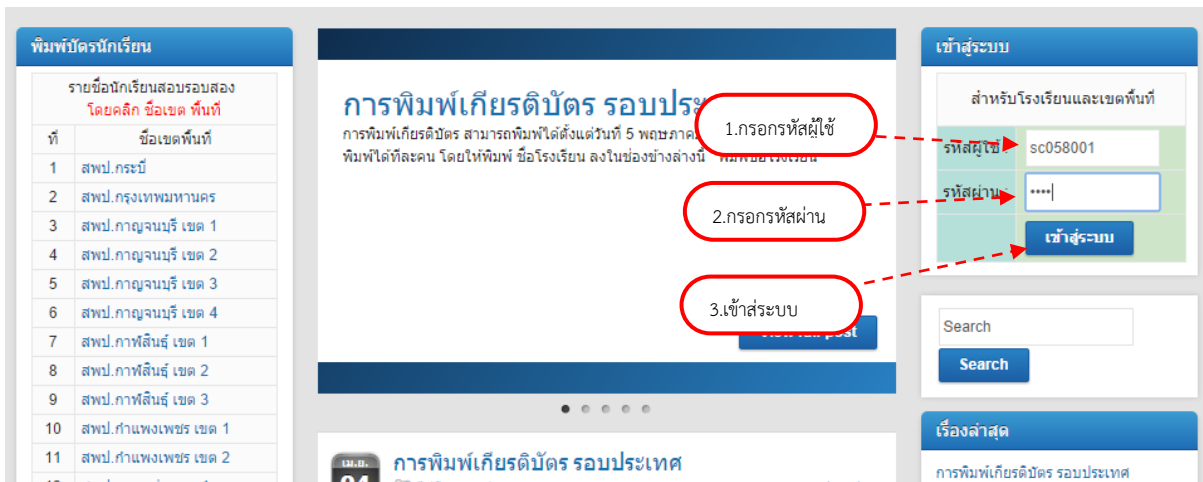 พิมพ์บัตรนักเรียน
รายชื่อนักเรียนสอบรอบสอง
โดยคลิก ชื่อเขต พื้นที่
ที่ ชื่อเขตพื้นที่
1 สพป.กระบี่
2 สพป.กรุงเทพมหานคร
3 สพป.กาญจนบุรี เขต 1
4 สพป.กาญจนบุรี เขต 2
5 สพป.กาญจนบุรี เขต 3
6 สพป.กาญจนบุรี เขต 4
7 สพป.กาฬสินธุ์ เขต 1
8 สพป.กาฬสินธุ์ เขต 2
9 สพป.กาฬสินธุ์ เขต 3
10 สพป.กำแพงเพชร เขต 1
11 สพป.กำแพงเพชร เขต 2
การพิมพ์เกียรติบัตร รอบประ
การพิมพ์เกียรติบัตร สามารถพิมพ์ได้ตั้งแต่วันที่ 5 พฤษภาคม
พิมพ์ได้ทีละคน โดยให้พิมพ์ ชื่อโรงเรียน ลงในช่องข้างล่างนี้ พิมพ์ชื่อโรงเรียน
1.กรอกรหัสผู้ใช้
2.กรอกรหัสผ่าน
3.เข้าสู่ระบบ
post
เม.ย.
04
การพิมพ์เกียรติบัตร รอบประเทศ
เข้าสู่ระบบ
สำหรับโรงเรียนและเขตพื้นที่
รหัสผู้ใช้ : sc058001
รหัสผ่าน : ••••
เข้าสู่ระบบ
Search
Search
เรื่องล่าสุด
การพิมพ์เกียรติบัตร รอบประเทศ